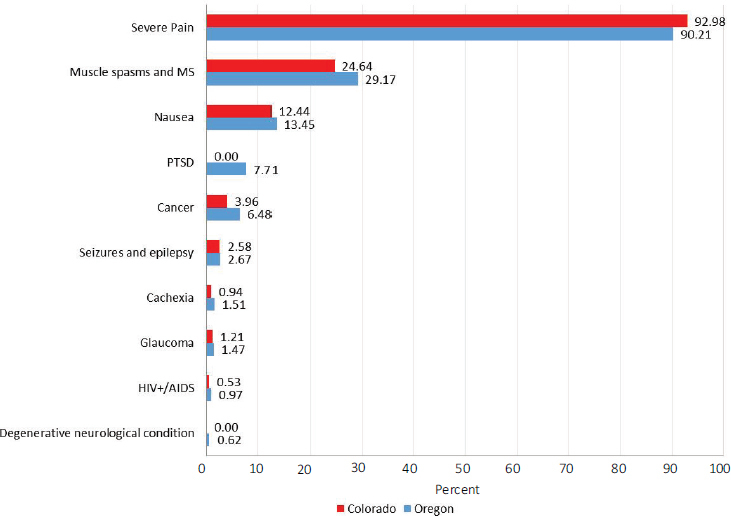 Severe Pain 92.98
90.21
Muscle spasms and MS 24.64
29.17
Nausea 12.44
13.45
PTSD 0.00
7.71
Cancer 3.96
6.48
Seizures and epilepsy 2.58
2.67
Cachexia 0.94
1.51
Glaucoma 1.21
1.47
HIV+/AIDS 0.53
0.97
Degenerative neurological condition 0.00
0.62
0 10 20 30 40 50 60 70 80 90 100
Percent
Colorado Oregon